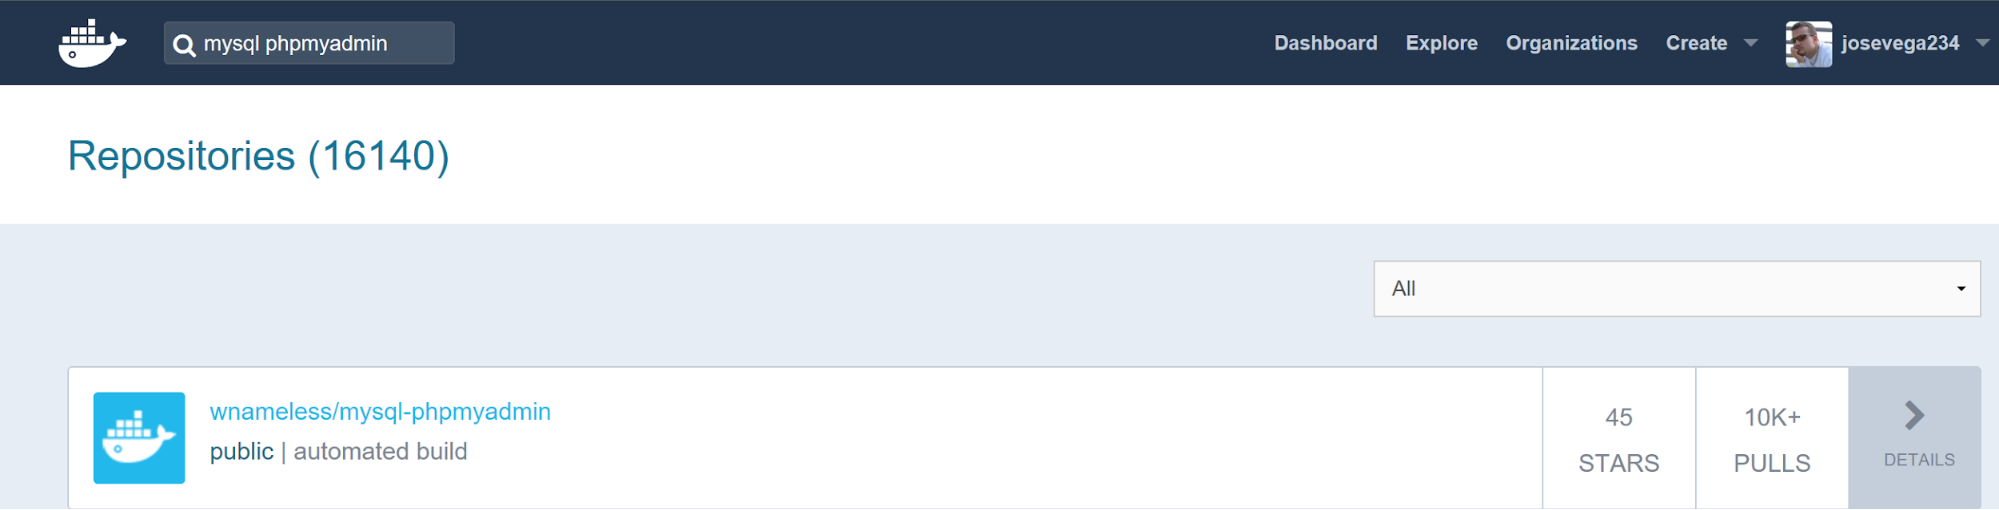 mysql phpmyadmin
Dashboard Explore Organizations Create josevega234
Repositories (16140)
All
wnameless/mysql-phpmyadmin
public | automated build
45
STARS
10K+
PULLS
DETAILS